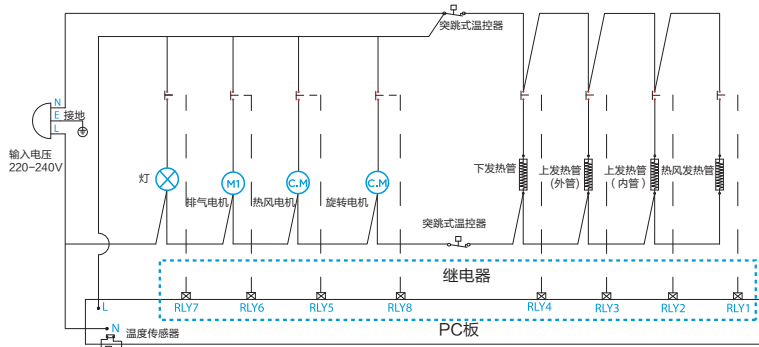 突跳式温控器
N
E 接地
L
输入电压
220-240V
灯
M1
排气电机
C.M
热风电机
C.M
旋转电机
下发热管
上发热管
(外管)
上发热管
(内管)
热风发热管
突跳式温控器
继电器
L
RLY7
RLY6
RLY5
RLY8
RLY4
RLY3
RLY2
RLY1
N
温度传感器
PC板